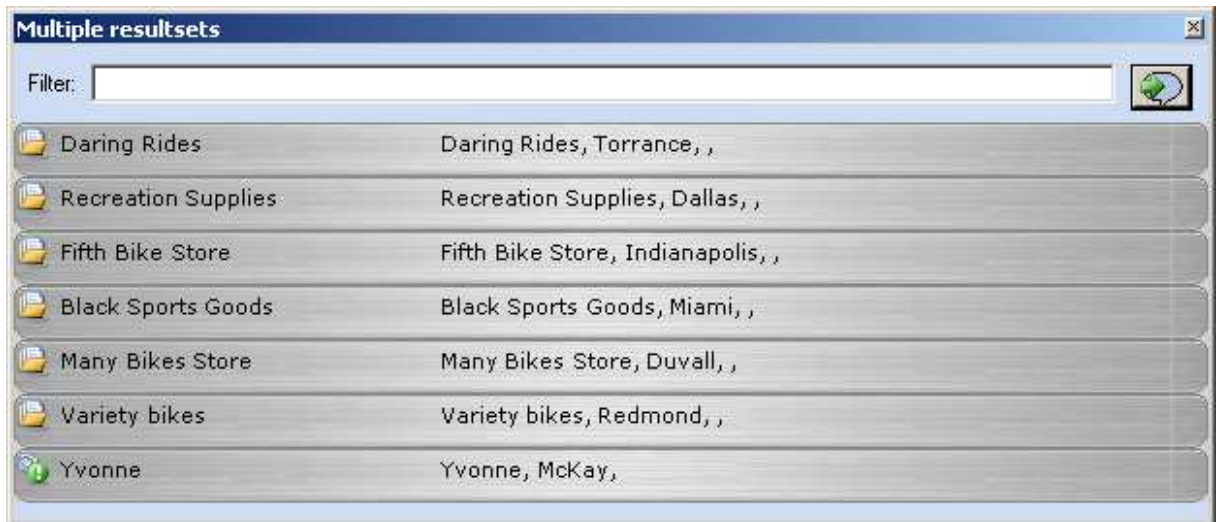 Multiple resultsets
Filter:
Daring Rides Daring Rides, Torrance, ,
Recreation Supplies Recreation Supplies, Dallas, ,
Fifth Bike Store Fifth Bike Store, Indianapolis, ,
Black Sports Goods Black Sports Goods, Miami, ,
Many Bikes Store Many Bikes Store, Duvall, ,
Variety bikes Variety bikes, Redmond, ,
Yvonne Yvonne, McKay,